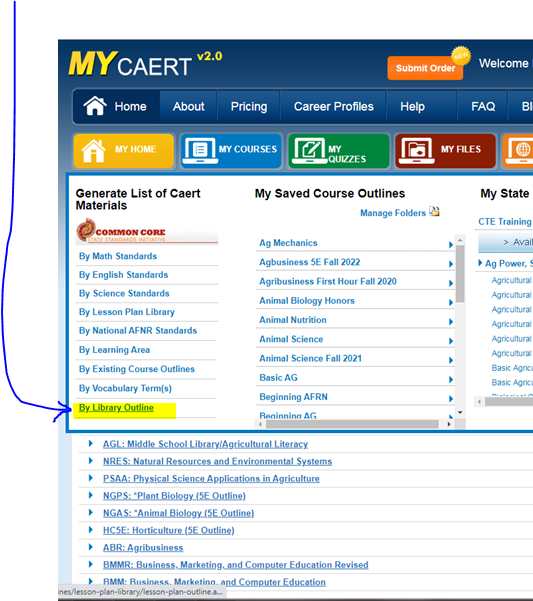 MYCAERT v2.0
Submit Order
NEW
Welcome
Home
About
Pricing
Career Profiles
Help
FAQ
MY HOME
MY COURSES
MY
QUIZZES
MY FILES
Generate List of Caert
Materials
COMMON CORE
STATE STANDARDS INITIATIVE
By Math Standards
By English Standards
By Science Standards
By Lesson Plan Library
By National AFNR Standards
By Learning Area
By Existing Course Outlines
By Vocabulary Term(s)
By Library Outline
My Saved Course Outlines
Manage Folders
Ag Mechanics
Agbusiness 5E Fall 2022
Agribusiness First Hour Fall 2020
Animal Biology Honors
Animal Nutrition
Animal Science
Animal Science Fall 2021
Basic AG
Beginning AFRN
Beginning AG
My State
CTE Training
> Avail
Ag Power, S
Agricultural
Agricultural
Agricultural
Agricultural
Agricultural
Agricultural
Basic Agric
Basic Agric
AGL: Middle School Library/Agricultural Literacy
NRES: Natural Resources and Environmental Systems
PSAA: Physical Science Applications in Agriculture
NGPS: *Plant Biology (5E Outline)
NGAS: *Animal Biology (5E Outline)
HC5E: Horticulture (5E Outline)
ABR: Agribusiness
BMMR: Business, Marketing, and Computer Education Revised
BMM: Business, Marketing, and Computer Education
ines/lesson-plan-library/lesson-plan-outline.a...